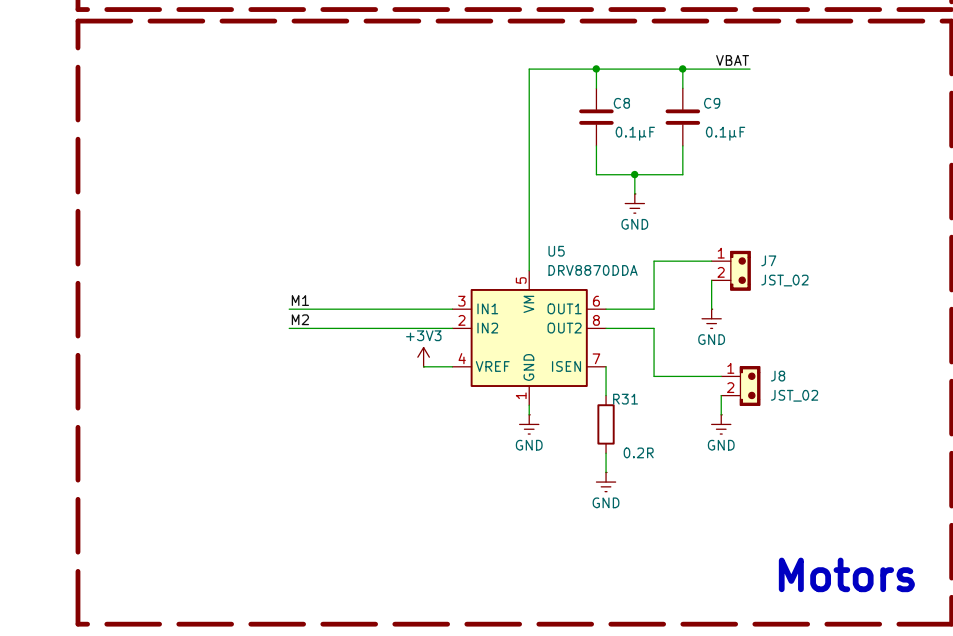 VBAT
C8
C9
0.1µF
0.1µF
GND
U5
DRV8870DDA
1
J7
2
JST_02
5
M1
3
IN1
VM
OUT1
6
M2
2
IN2
OUT2
8
+3V3
GND
4
VREF
GND
ISEN
7
1
J8
2
JST_02
1
R31
GND
0.2R
GND
GND
Motors